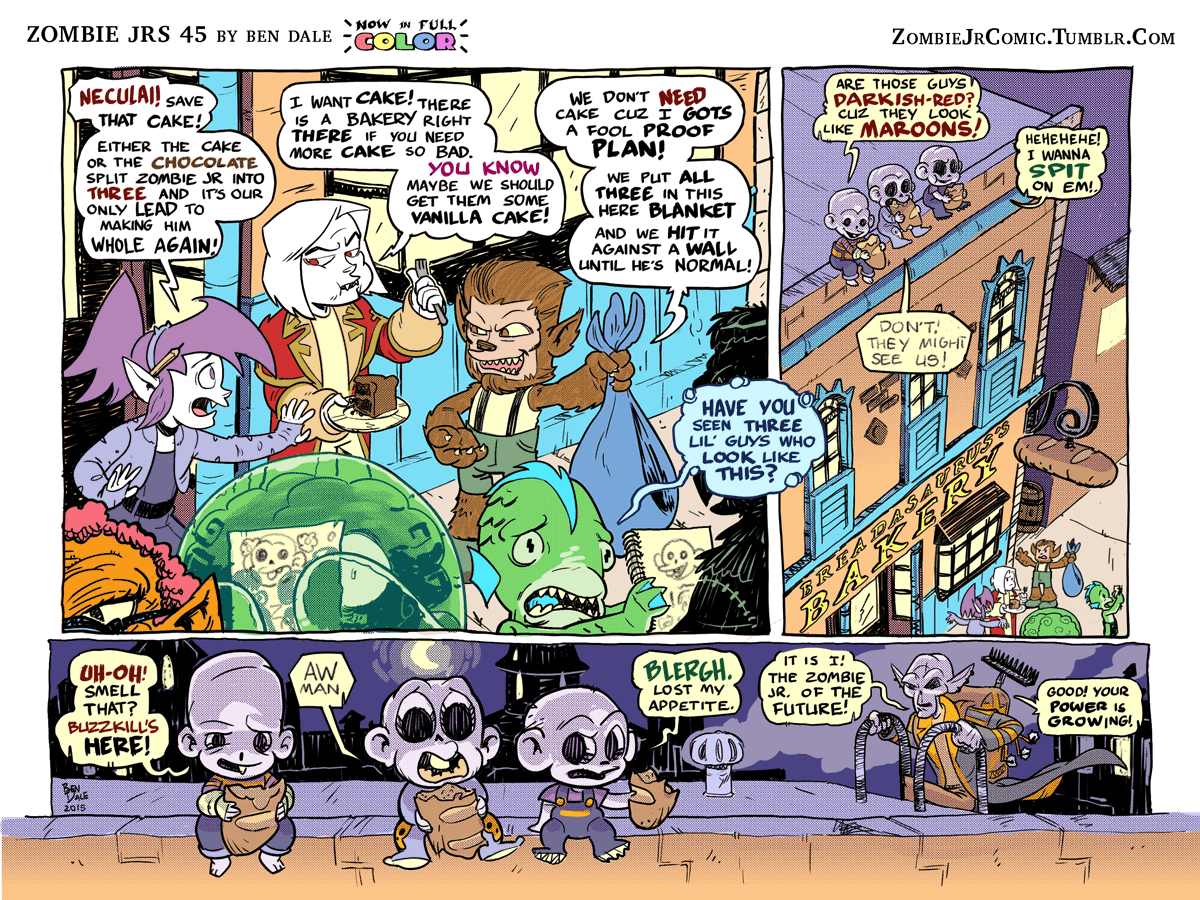 ZOMBIE JRS 45 BY BEN DALE
NOW IN FULL
COLOR
ZOMBIEJRCOMIC.TUMBLR.COM
NECULAI! SAVE
THAT CAKE!
EITHER THE CAKE
OR THE CHOCOLATE
SPLIT ZOMBIE JR INTO
THREE AND IT'S OUR
ONLY LEAD TO
MAKING HIM
WHOLE AGAIN!
I WANT CAKE! THERE
IS A BAKERY RIGHT
THERE IF YOU NEED
MORE CAKE SO BAD.
YOU KNOW
MAYBE WE SHOULD
GET THEM SOME
VANILLA CAKE!
WE DON'T NEED
CAKE CUZ I GOTS
A FOOL PROOF
PLAN!
WE PUT ALL
THREE IN THIS
HERE BLANKET
AND WE HIT IT
AGAINST A WALL
UNTIL HE'S NORMAL!
HAVE YOU
SEEN THREE
LIL' GUYS WHO
LOOK LIKE
THIS?
ARE THOSE GUYS
DARKISH-RED?
CUZ THEY LOOK
LIKE MAROONS!
HEHEHEHE!
I WANNA
SPIT
ON EM!
DON'T!
THEY MIGHT
SEE US!
BREADASAURUS'S
BAKERY
UH-OH!
SMELL
THAT?
BUZZKILL'S
HERE!
AW
MAN.
BLERGH.
LOST MY
APPETITE.
IT IS I!
THE ZOMBIE
JR. OF THE
FUTURE!
GOOD! YOUR
POWER IS
GROWING!
BEN
DALE
2015